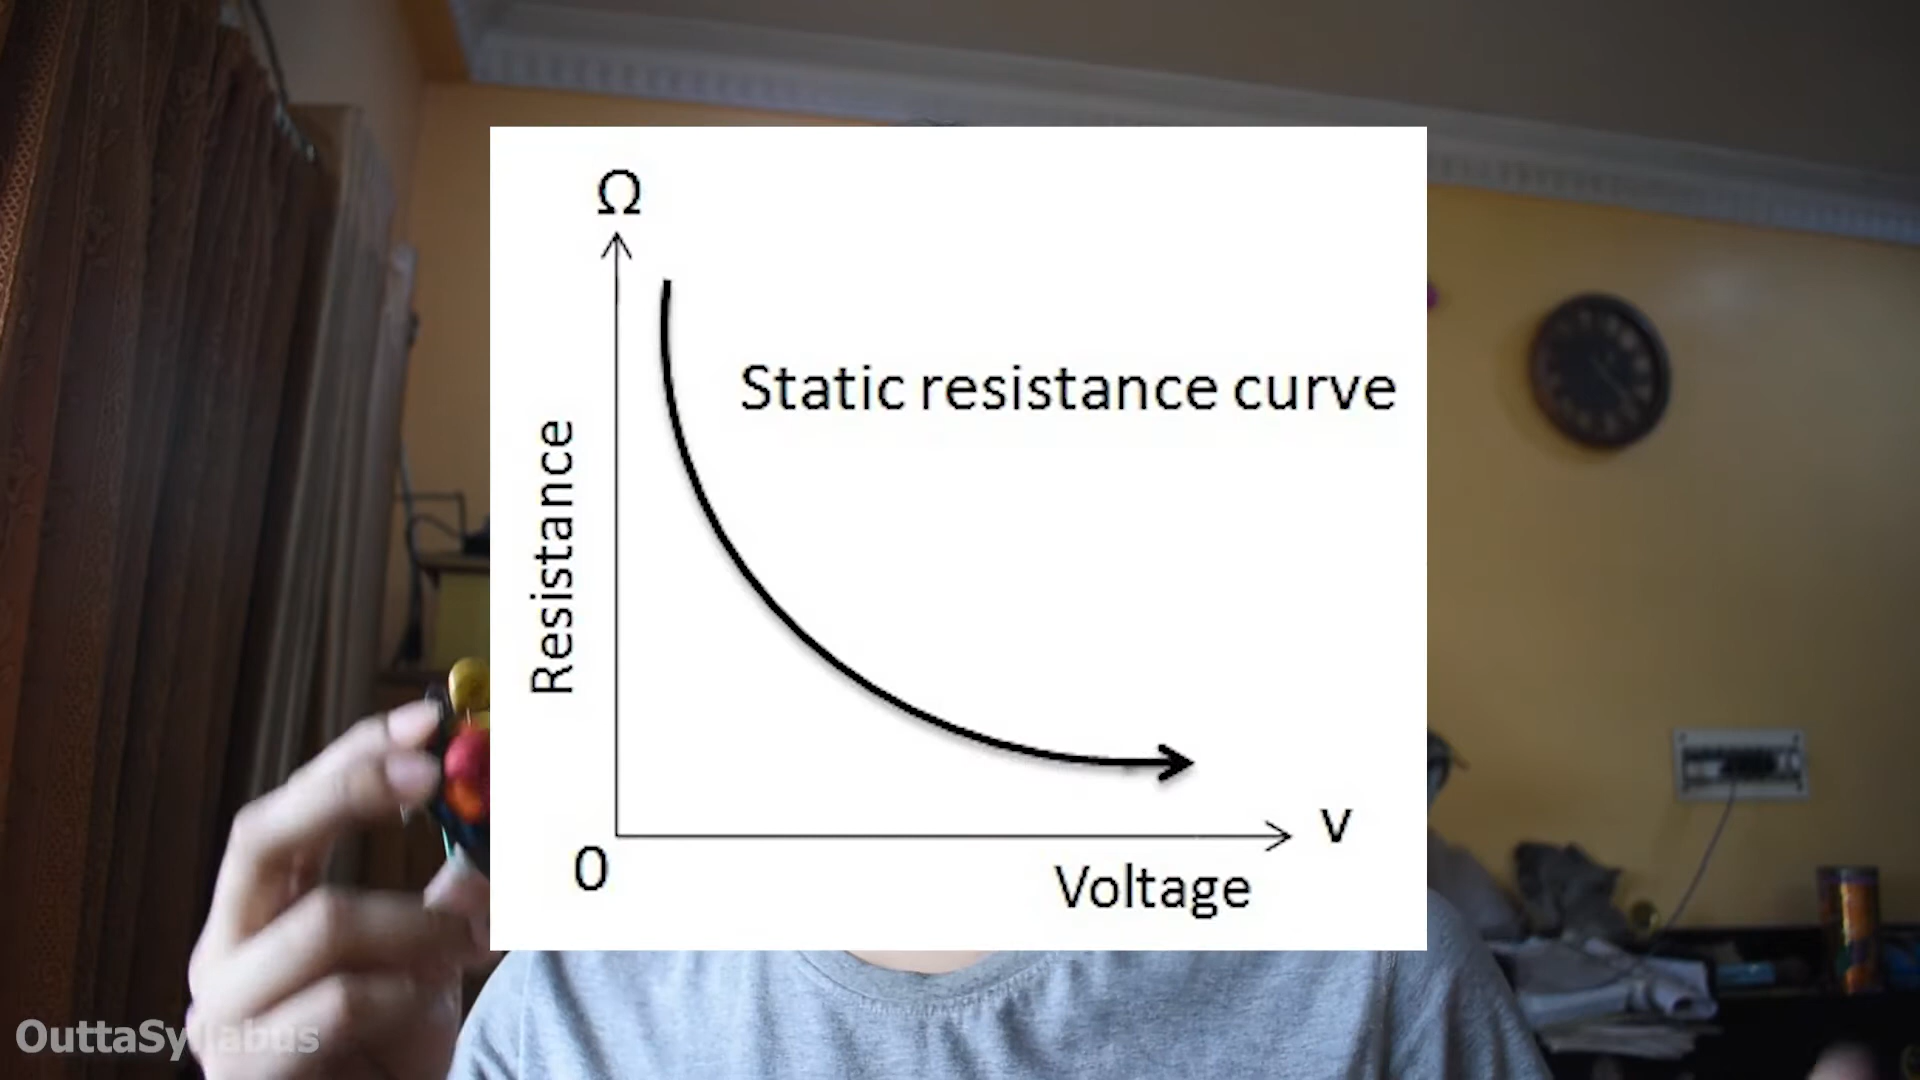 Ω
Static resistance curve
Resistance
0
v
Voltage
OuttaSyllabus